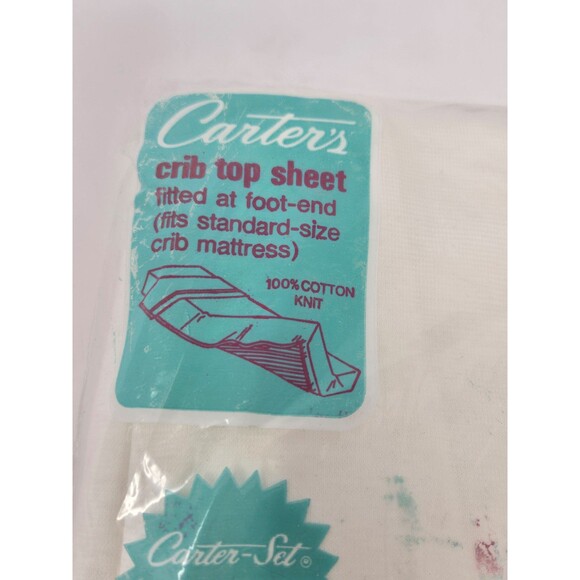 Carter's
crib top sheet
fitted at foot-end
(fits standard-size
crib mattress)
100% COTTON
KNIT
Carter-Set®